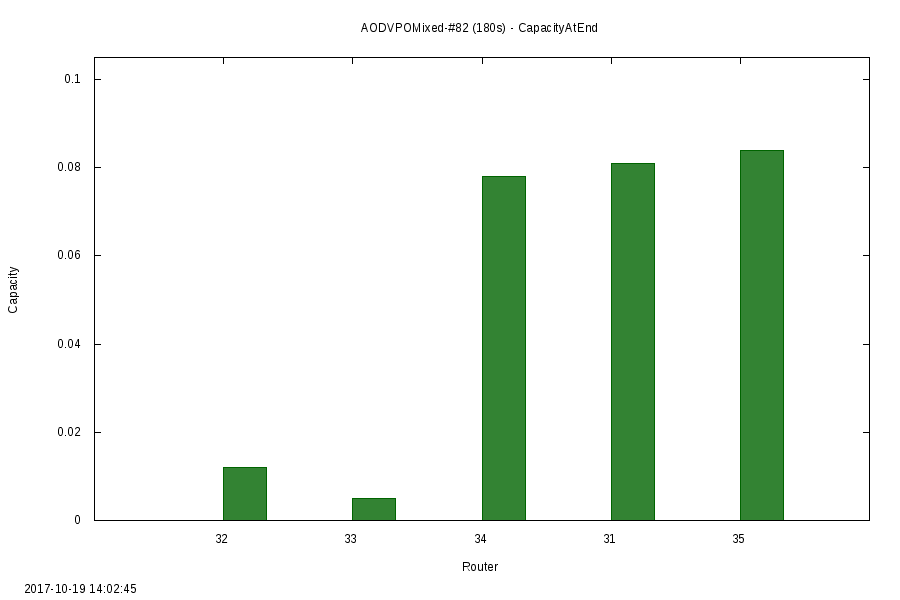 AODVPOMixed-#82 (180s) - CapacityAtEnd
0.1
0.08
0.06
0.04
0.02
0
Capacity
32 33 34 31 35
Router
2017-10-19 14:02:45